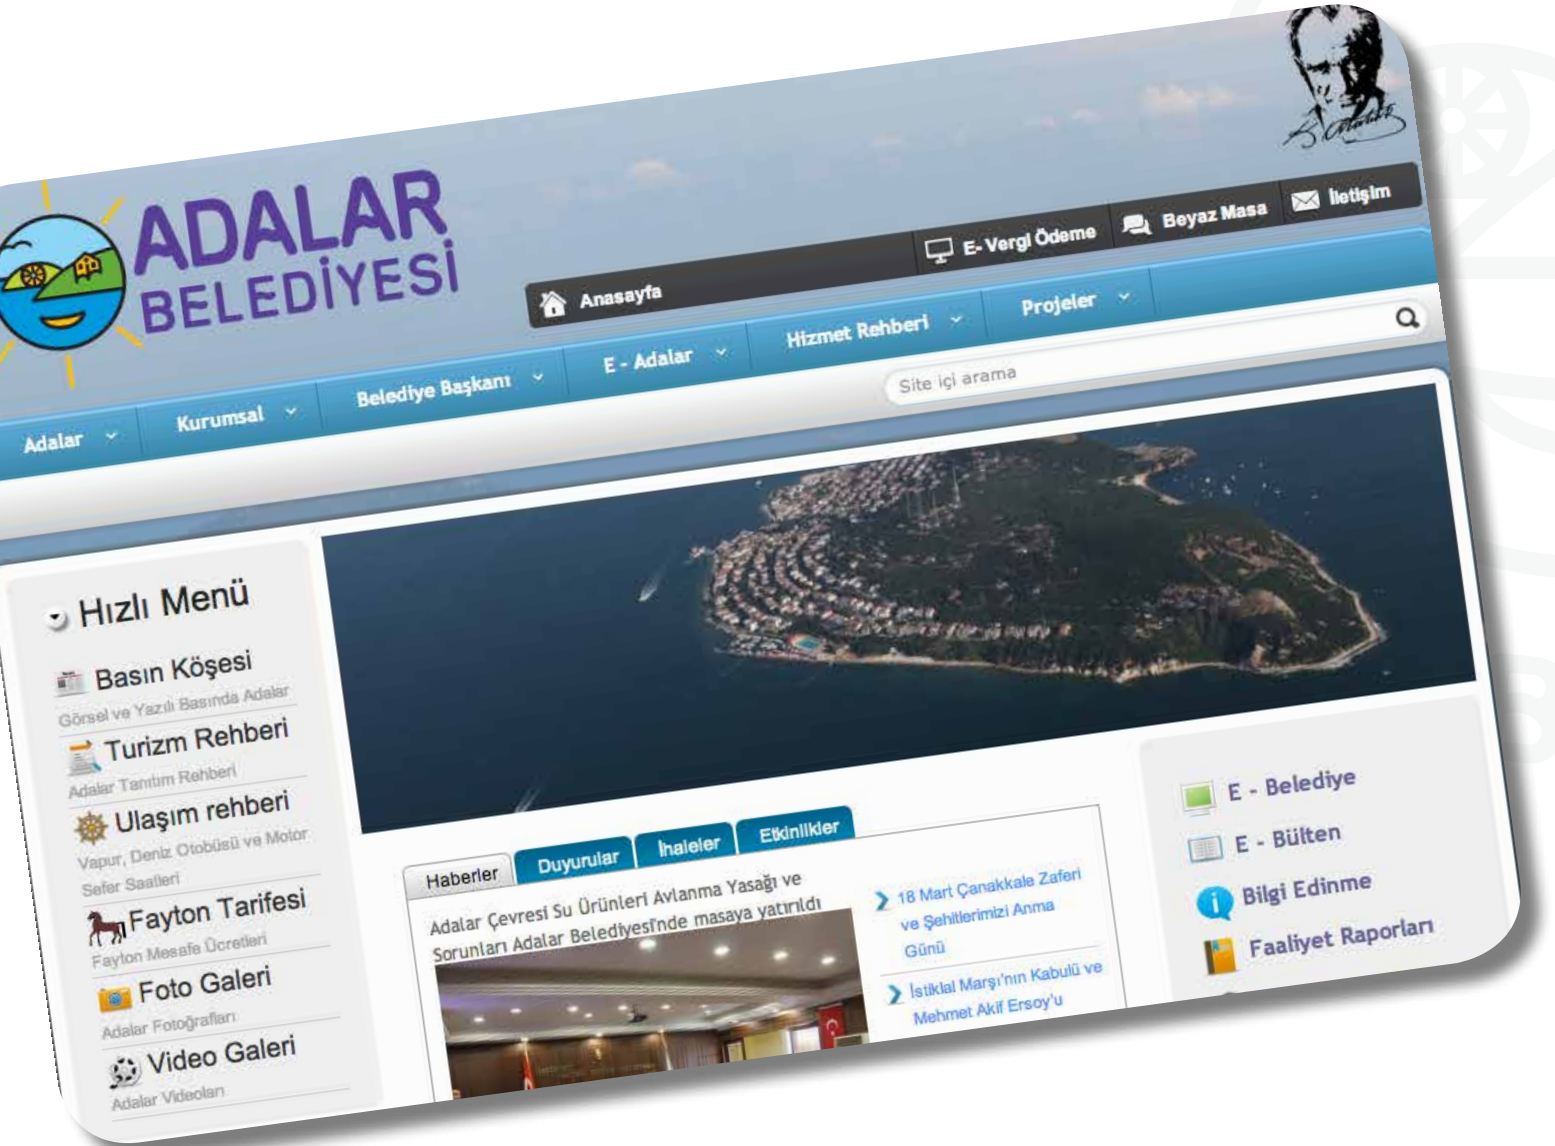 ADALAR
BELEDİYESİ
Anasayfa
E- Vergi Ödeme
Beyaz Masa
İletişim
Adalar
Kurumsal
Belediye Başkanı
E - Adalar
Hizmet Rehberi
Projeler
Site içi arama
Hızlı Menü
Basın Köşesi
Görsel ve Yazılı Basında Adalar
Turizm Rehberi
Adalar Tanıtım Rehberi
Ulaşım rehberi
Vapur, Deniz Otobüsü ve Motor
Sefer Saatleri
Fayton Tarifesi
Fayton Mesafe Ücretleri
Foto Galeri
Adalar Fotoğrafları
Video Galeri
Adalar Videoları
Haberler
Duyurular
İhaleler
Etkinlikler
Adalar Çevresi Su Ürünleri Avlanma Yasağı ve
Sorunları Adalar Belediyesi'nde masaya yatırıldı
18 Mart Çanakkale Zaferi
ve Şehitlerimizi Anma
Günü
İstiklal Marşı'nın Kabulü ve
Mehmet Akif Ersoy'u
E - Belediye
E - Bülten
Bilgi Edinme
Faaliyet Raporları